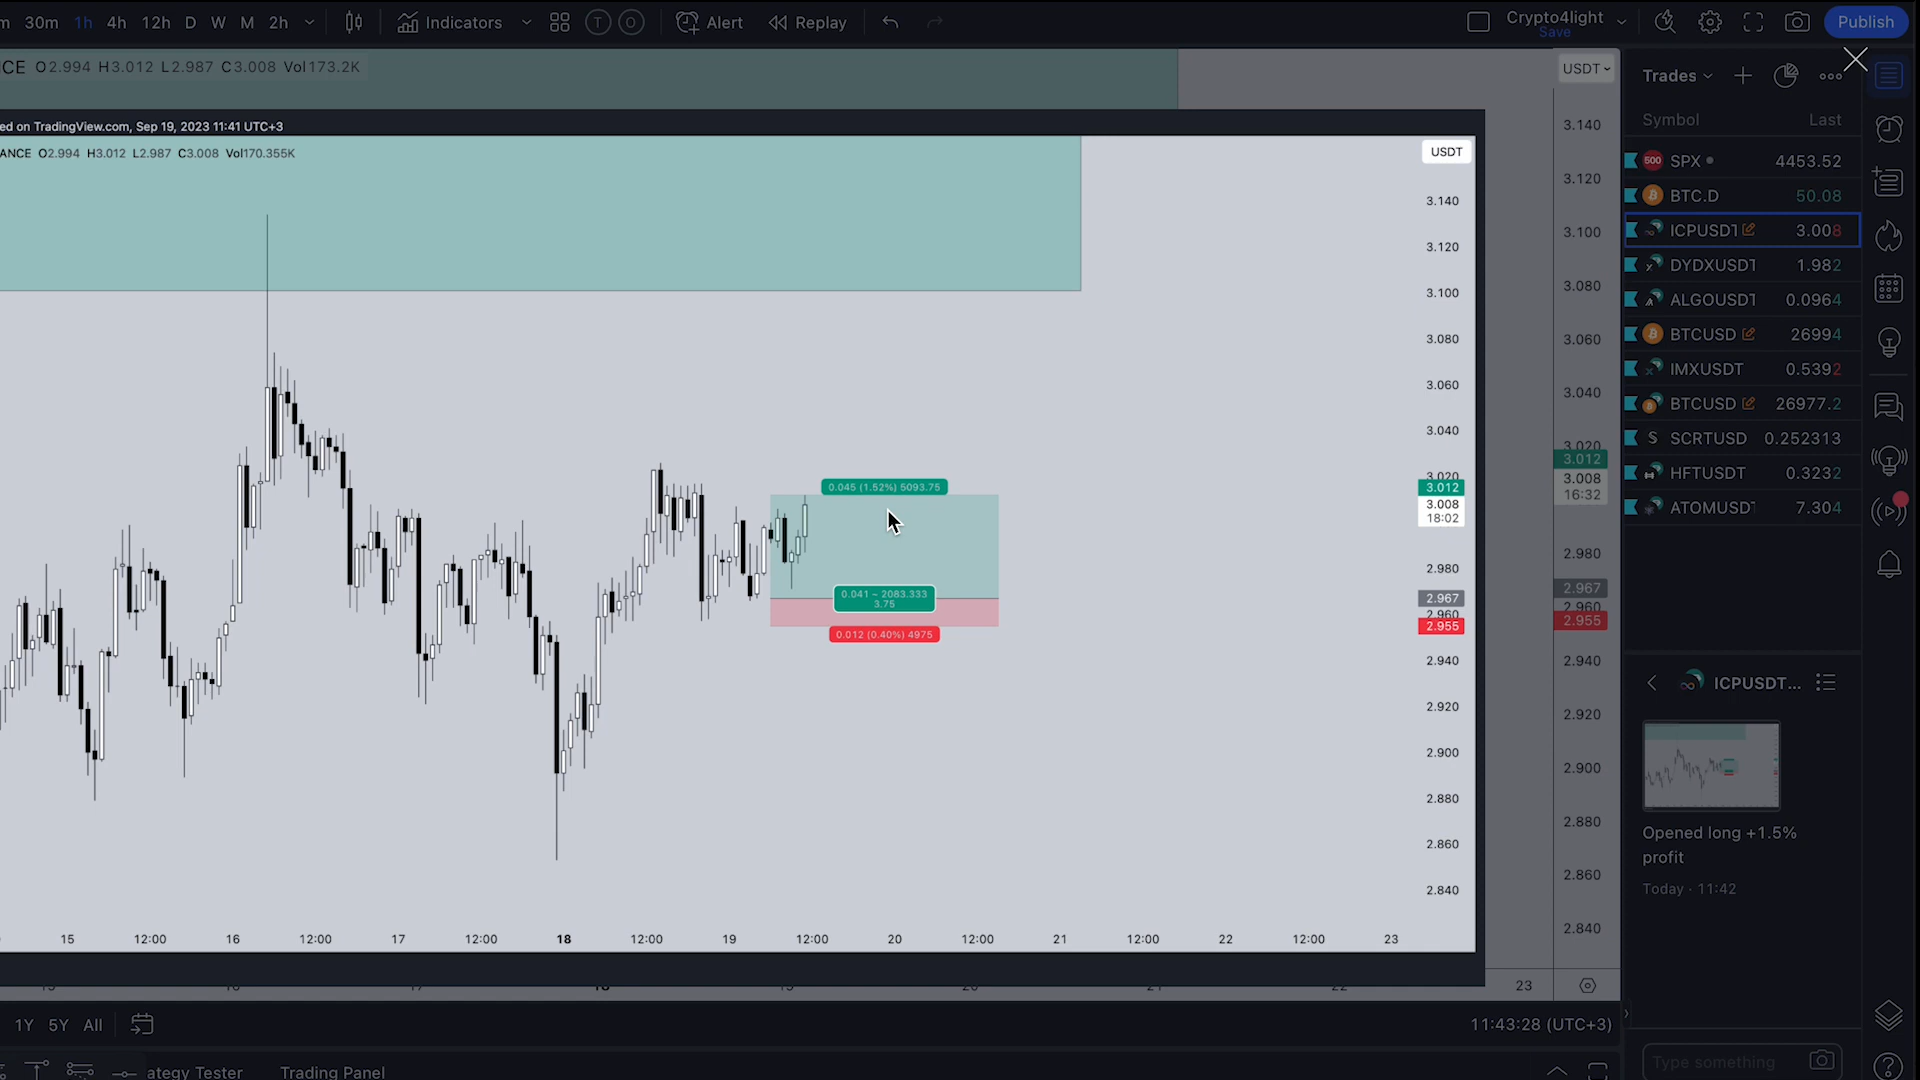 30m 1h 4h 12h D W M 2h Indicators Alert Replay Crypto4light Save Publish
CE O2.994 H3.012 L2.987 C3.008 Vol173.2K
USDT
Trades
ed on TradingView.com, Sep 19, 2023 11:41 UTC+3
ANCE O2.994 H3.012 L2.987 C3.008 Vol170.355K
USDT
3.140
3.120
3.100
3.080
3.060
3.040
3.020
3.012
3.008
18:02
2.980
2.967
2.960
2.955
2.940
2.920
2.900
2.880
2.860
2.840
0.045 (1.52%) 5093.75
0.041 ~ 2083.333
3.75
0.012 (0.40%) 4975
15 12:00 16 12:00 17 12:00 18 12:00 19 12:00 20 12:00 21 12:00 22 12:00 23
3.140
3.120
3.100
3.080
3.060
3.040
3.020
3.012
3.008
16:32
2.980
2.967
2.960
2.955
2.940
2.920
2.900
2.880
2.860
2.840
23
Symbol Last
500 SPX 4453.52
BTC.D 50.08
ICPUSDT 3.008
DYDXUSDT 1.982
ALGOUSDT 0.0964
BTCUSD 26994
IMXUSDT 0.5392
BTCUSD 26977.2
SCRTUSD 0.252313
HFTUSDT 0.3232
ATOMUSDT 7.304
ICPUSDT...
Opened long +1.5%
profit
Today · 11:42
1Y 5Y All
11:43:28 (UTC+3)
ategy Tester Trading Panel
Type something